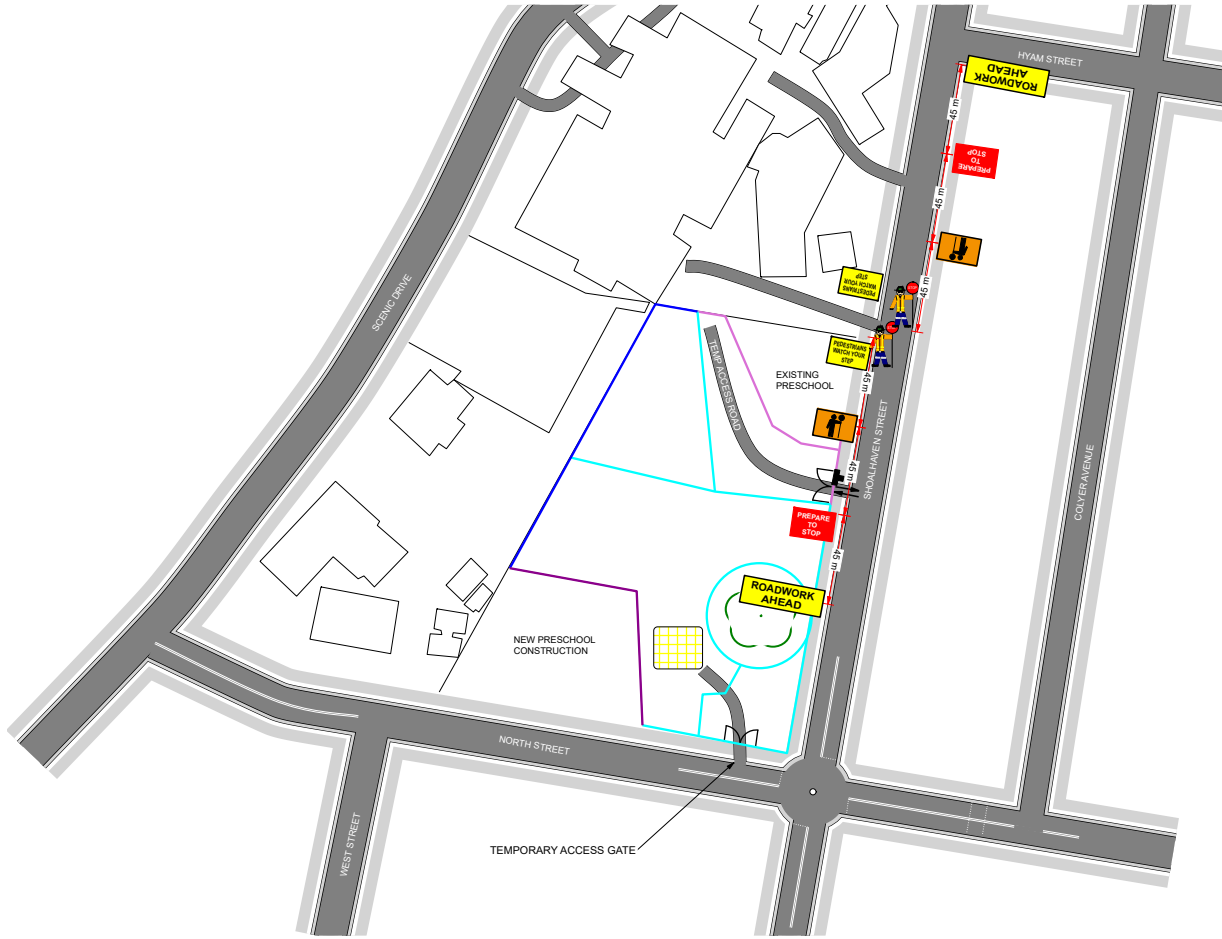 HYAM STREET
ROADWORK
AHEAD
45 m
PREPARE
TO
STOP
45 m
45 m
PEDESTRIANS
WATCH YOUR
STEP
STOP
STOP
PEDESTRIANS
WATCH YOUR
STEP
45 m
SCENIC DRIVE
TEMP ACCESS ROAD
EXISTING
PRESCHOOL
SHOALHAVEN STREET
COLYER AVENUE
45 m
PREPARE
TO
STOP
45 m
ROADWORK
AHEAD
NEW PRESCHOOL
CONSTRUCTION
NORTH STREET
WEST STREET
TEMPORARY ACCESS GATE